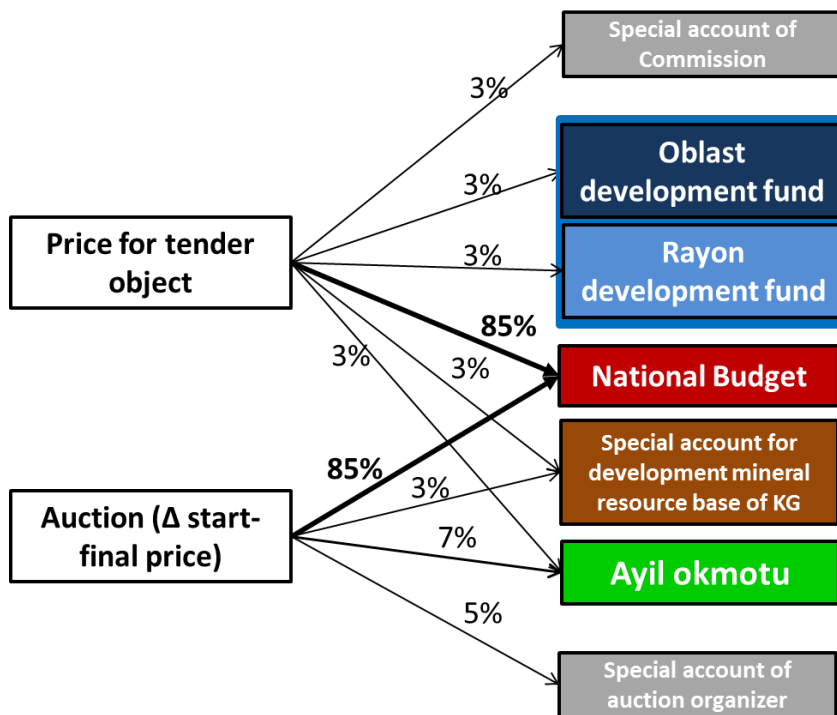 Special account of
Commission
3%
Oblast
development fund
3%
Price for tender
object
3%
Rayon
development fund
85%
3%
3%
National Budget
85%
3%
Special account for
development mineral
resource base of KG
Auction (Δ start-
final price)
7%
Ayil okmotu
5%
Special account of
auction organizer